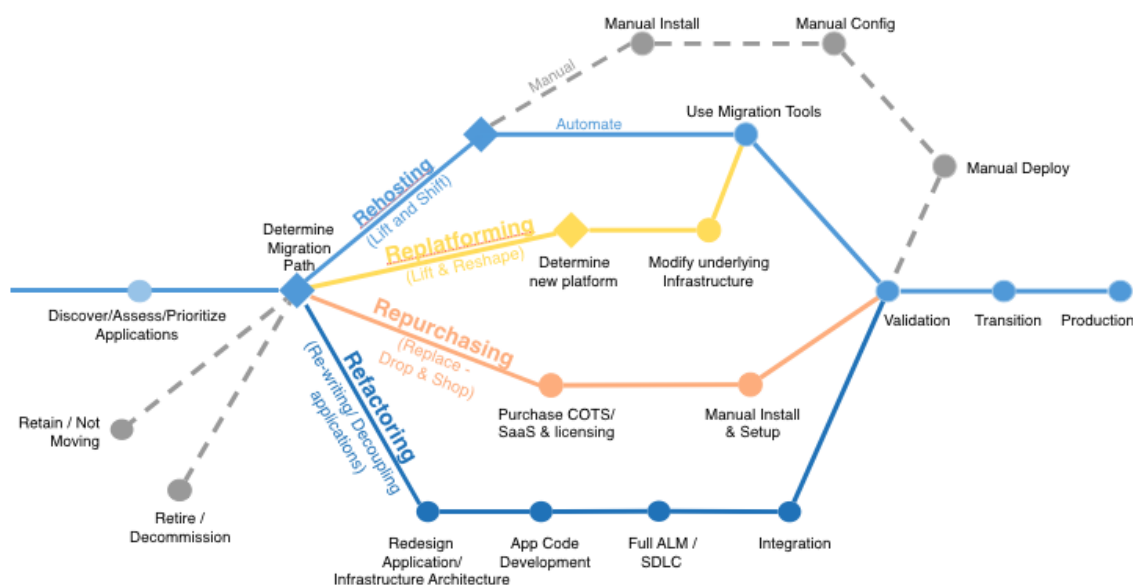 Manual Install
Manual Config
Manual
Automate
Use Migration Tools
Manual Deploy
Rehosting
(Lift and Shift)
Determine
Migration
Path
Replatforming
(Lift & Reshape)
Determine
new platform
Modify underlying
Infrastructure
Discover/Assess/Prioritize
Applications
Repurchasing
(Replace -
Drop & Shop)
Validation
Transition
Production
Refactoring
(Re-writing/ Decoupling
applications)
Purchase COTS/
SaaS & licensing
Manual Install
& Setup
Retain / Not
Moving
Retire /
Decommission
Redesign
Application/
Infrastructure Architecture
App Code
Development
Full ALM /
SDLC
Integration